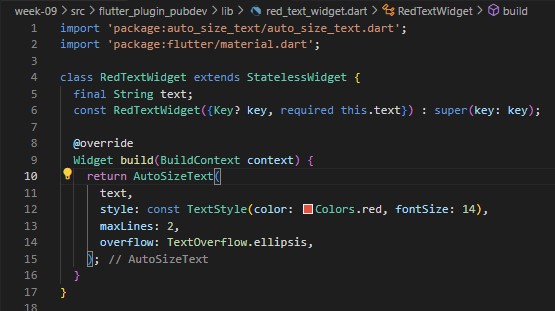 week-09 > src > flutter_plugin_pubdev > lib > red_text_widget.dart > RedTextWidget > build
1 import 'package:auto_size_text/auto_size_text.dart';
2 import 'package:flutter/material.dart';
3
4 class RedTextWidget extends StatelessWidget {
5 final String text;
6 const RedTextWidget({Key? key, required this.text}) : super(key: key);
7
8 @override
9 Widget build(BuildContext context) {
10 return AutoSizeText(
11 text,
12 style: const TextStyle(color: Colors.red, fontSize: 14),
13 maxLines: 2,
14 overflow: TextOverflow.ellipsis,
15 ); // AutoSizeText
16 }
17 }
18